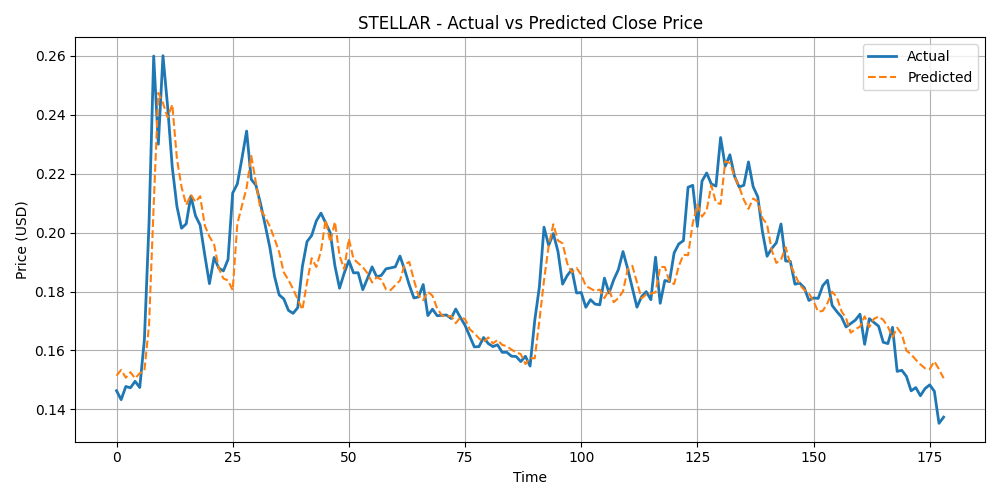 STELLAR - Actual vs Predicted Close Price
Actual
Predicted
Price (USD)
0.26
0.24
0.22
0.20
0.18
0.16
0.14
0 25 50 75 100 125 150 175
Time